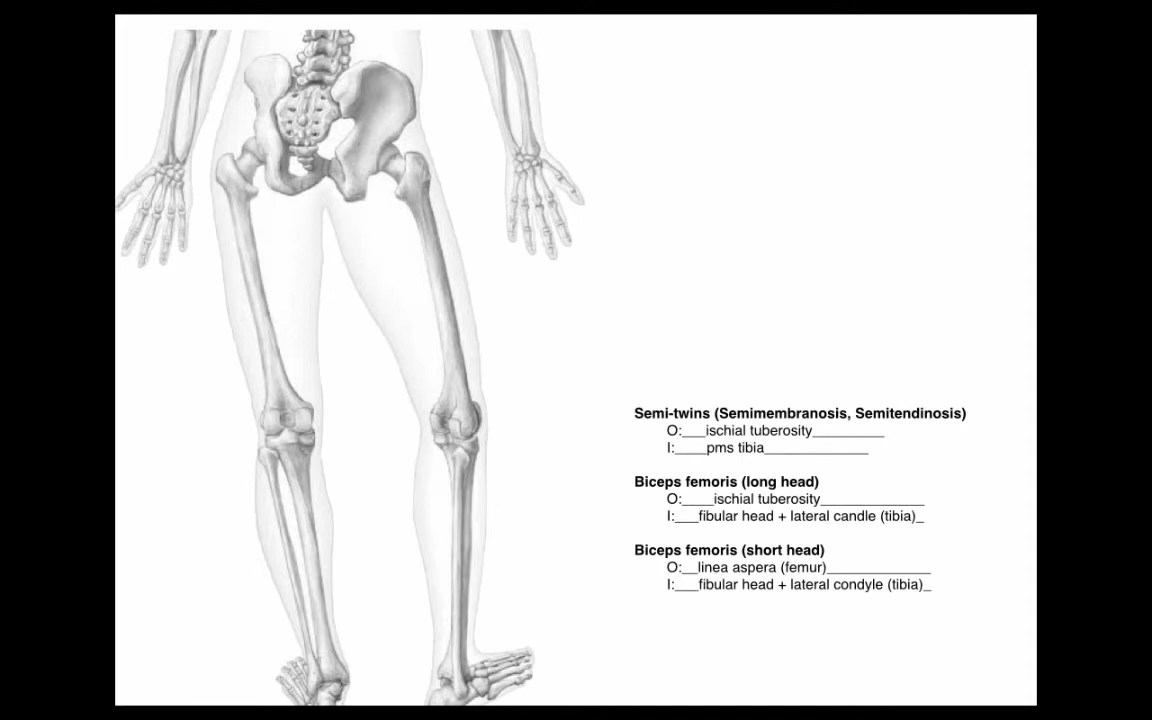 Semi-twins (Semimembranosis, Semitendinosis)
O:___ischial tuberosity_________
I:____pms tibia_____________
Biceps femoris (long head)
O:____ischial tuberosity_____________
I:___fibular head + lateral candle (tibia)_
Biceps femoris (short head)
O:__linea aspera (femur)_____________
I:___fibular head + lateral condyle (tibia)_